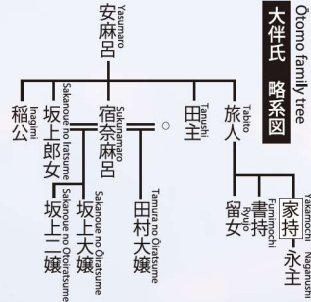 Ōtomo family tree
大伴氏 略系図
Yasumaro
安麻呂
Tabito
旅人
Tanushi
田主
Sukunamaro
宿奈麻呂
Sakanoue no Iratsume
坂上郎女
Inagimi
稲公
Yakamochi
家持
Naganushi
永主
Fumimochi
書持
Ryujo
留女
Tamura no Ōiratsume
田村大嬢
Sakanoue no Ōiratsume
坂上大嬢
Sakanoue no Otoiratsume
坂上二嬢